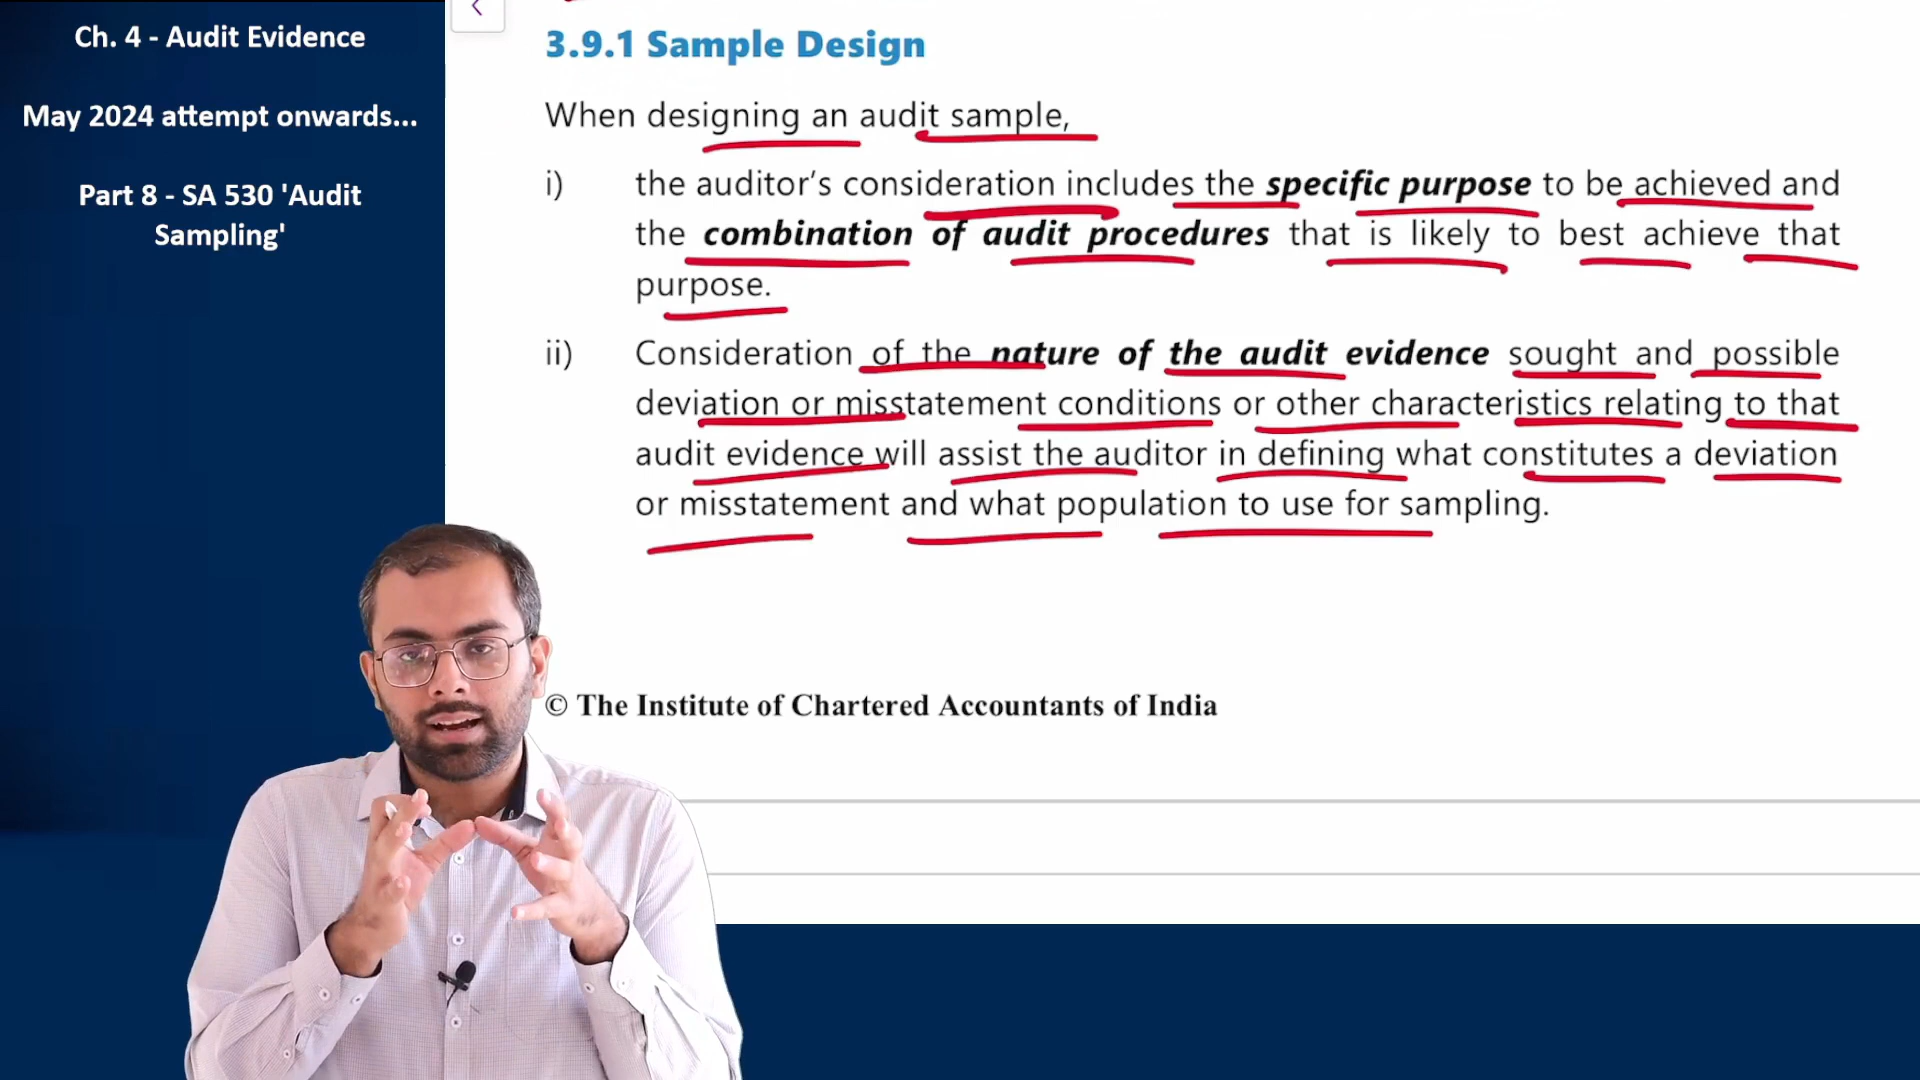 Ch. 4 - Audit Evidence
May 2024 attempt onwards...
Part 8 - SA 530 'Audit
Sampling'
3.9.1 Sample Design
When designing an audit sample,
i) the auditor's consideration includes the specific purpose to be achieved and
the combination of audit procedures that is likely to best achieve that
purpose.
ii) Consideration of the nature of the audit evidence sought and possible
deviation or misstatement conditions or other characteristics relating to that
audit evidence will assist the auditor in defining what constitutes a deviation
or misstatement and what population to use for sampling.
© The Institute of Chartered Accountants of India